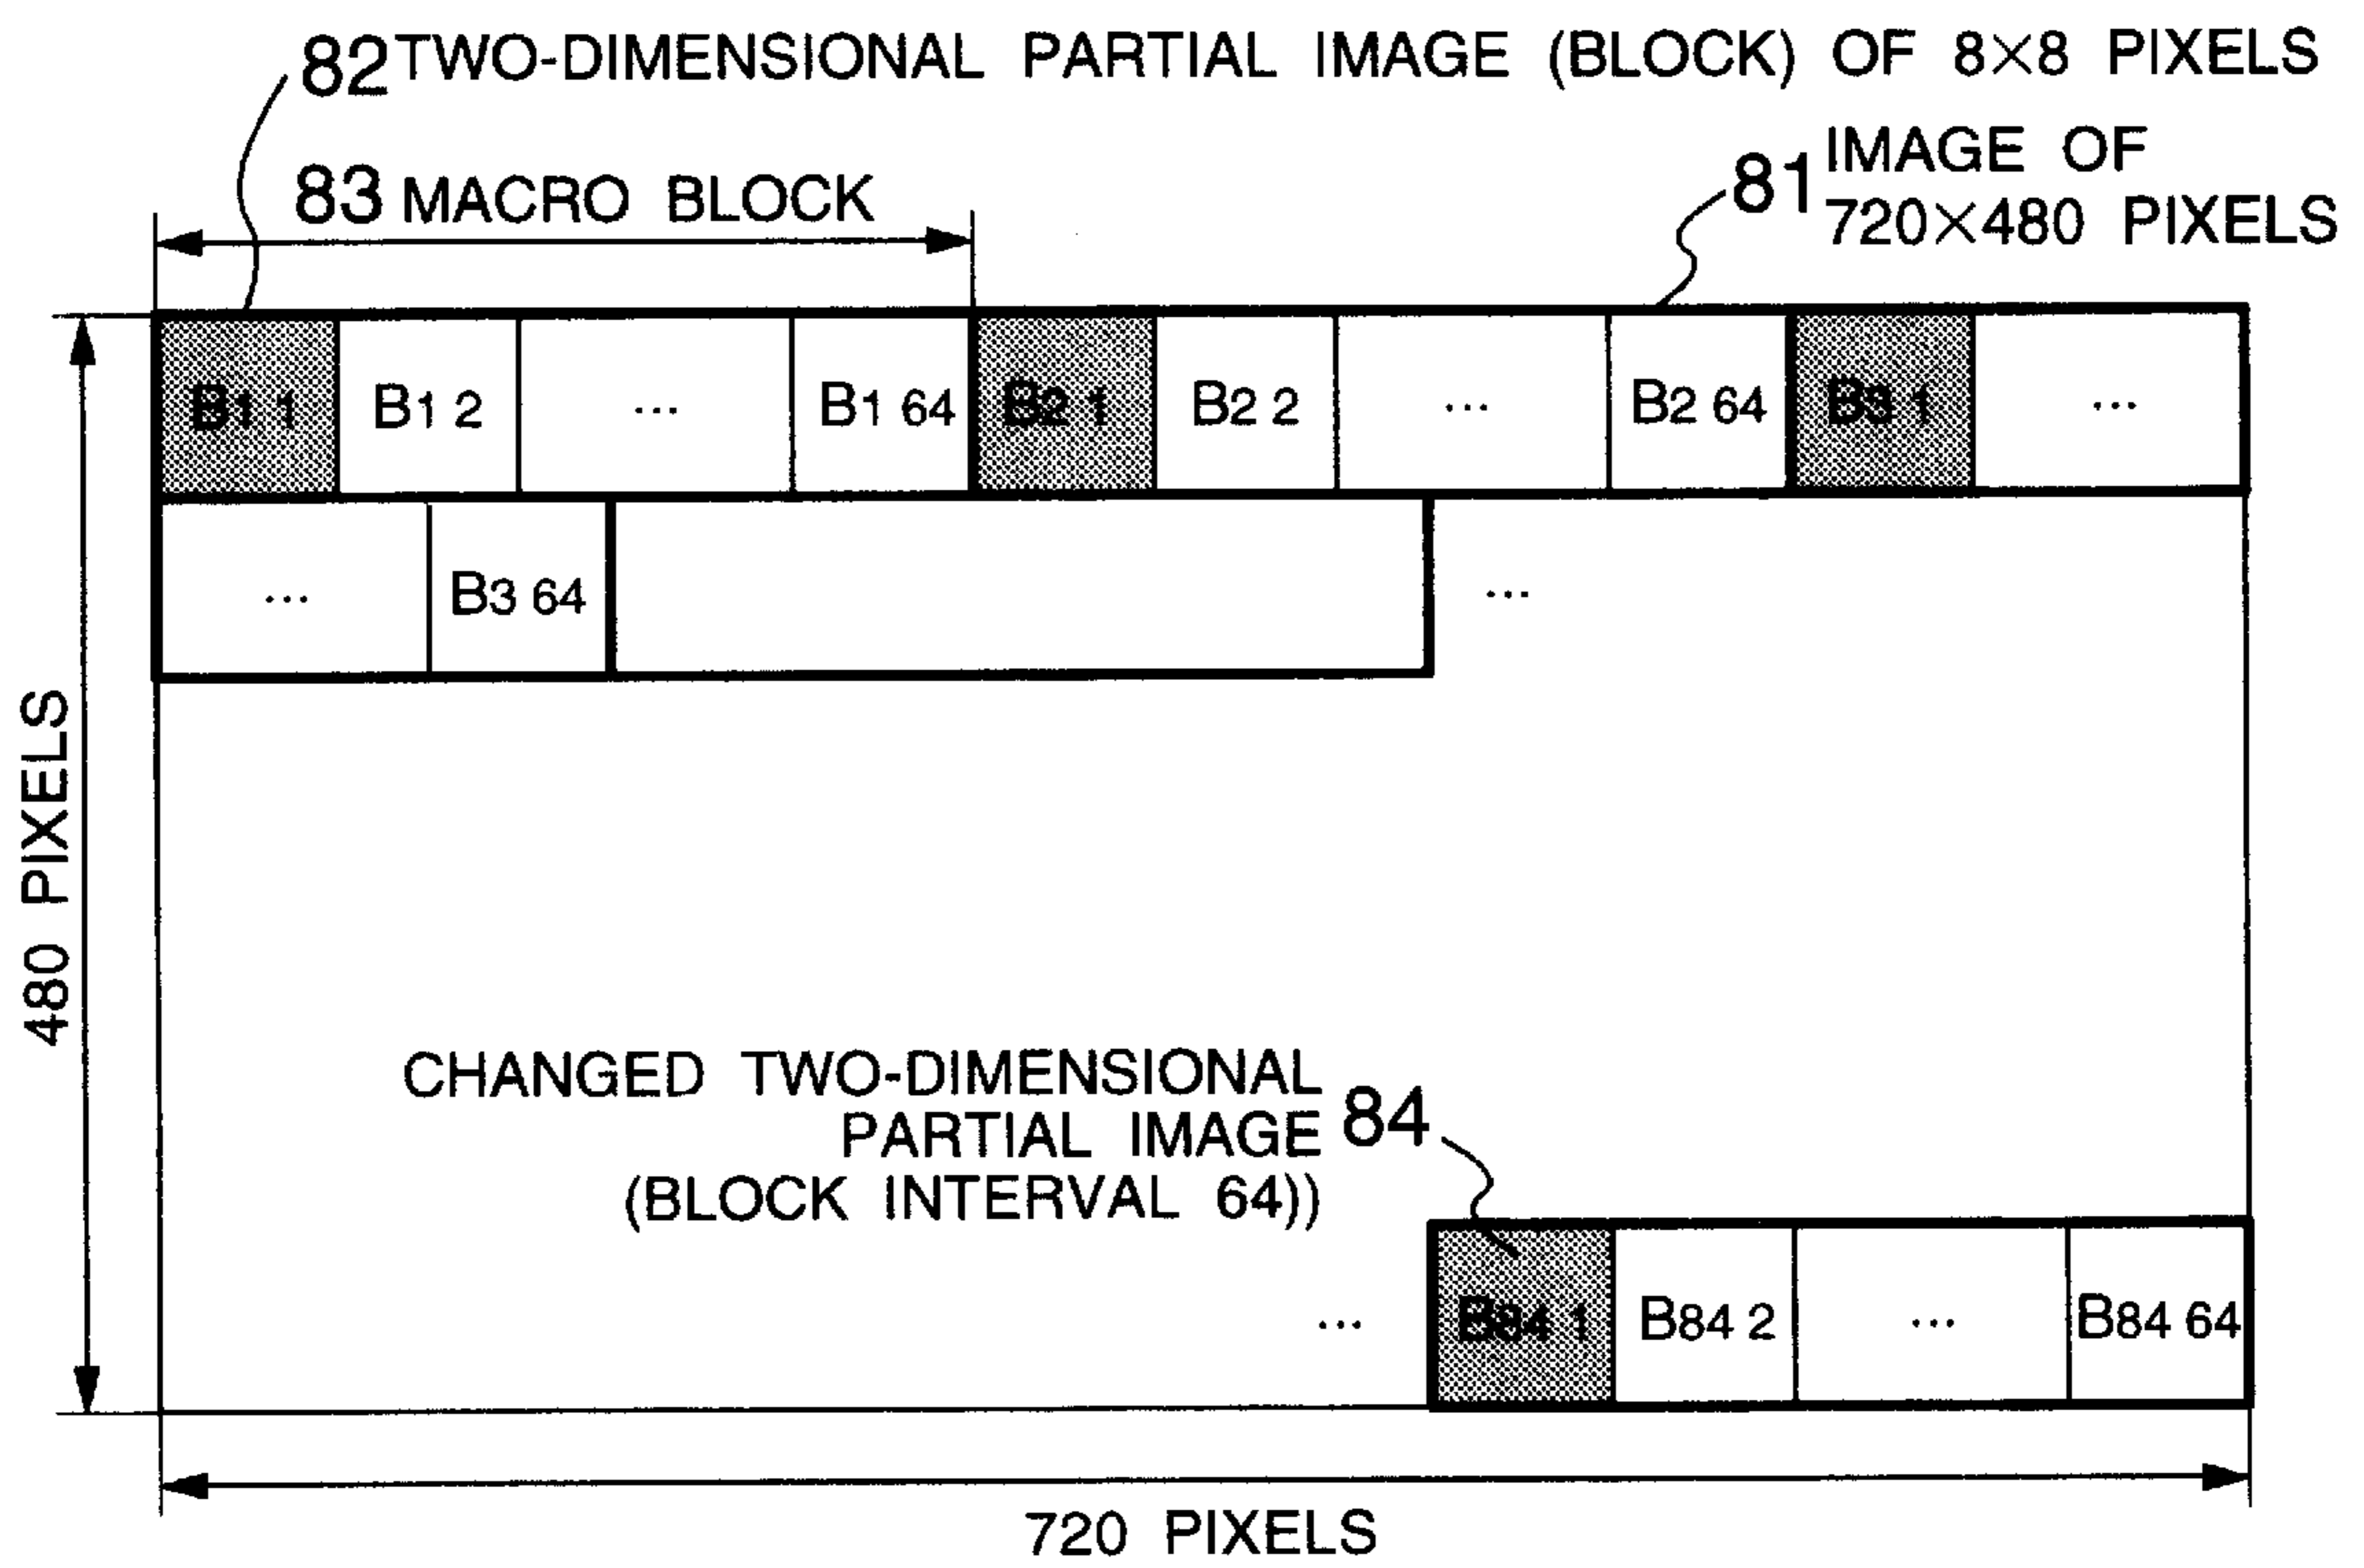 82 TWO-DIMENSIONAL PARTIAL IMAGE (BLOCK) OF 8×8 PIXELS
81 IMAGE OF
720×480 PIXELS
83 MACRO BLOCK
B1 1 B1 2 ... B1 64 B2 1 B2 2 ... B2 64 B3 1 ...
... B3 64 ...
480 PIXELS
CHANGED TWO-DIMENSIONAL
PARTIAL IMAGE 84
(BLOCK INTERVAL 64))
... B84 1 B84 2 ... B84 64
720 PIXELS